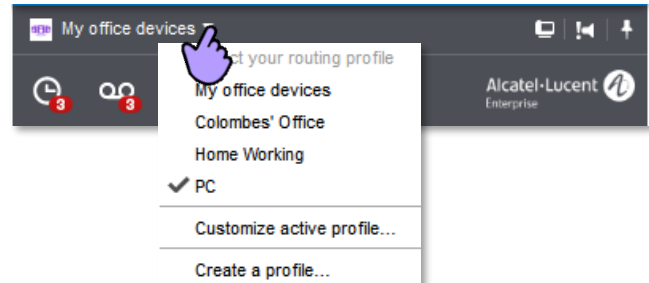 My office devices
your routing profile
My office devices
Colombes' Office
Home Working
PC
Customize active profile...
Create a profile...
3
3
Alcatel·Lucent
Enterprise